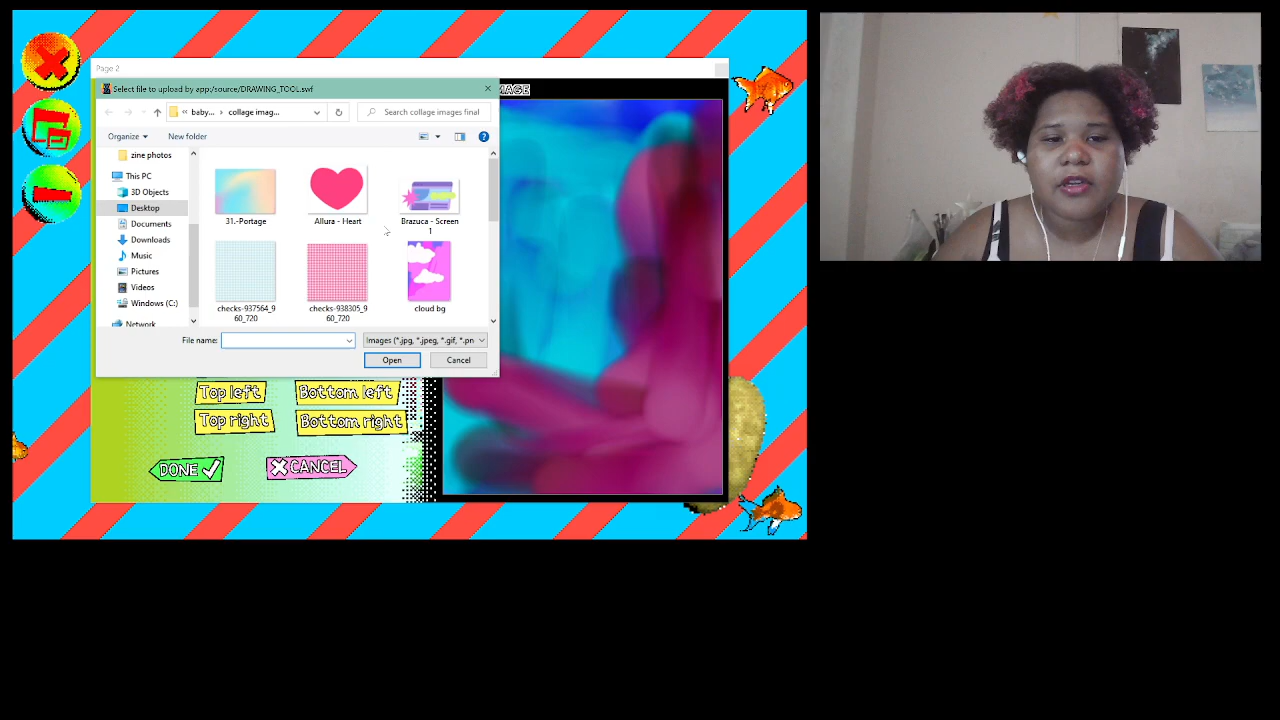 Page 2
Select file to upload by app:/source/DRAWING_TOOL.swf
MAGE
« baby... › collage imag...
Search collage images final
Organize
New folder
zine photos
This PC
3D Objects
Desktop
Documents
Downloads
Music
Pictures
Videos
Windows (C:)
Network
31.-Portage
Allura - Heart
Brazuca - Screen
1
checks-937564_9
60_720
checks-938305_9
60_720
cloud bg
File name:
Images (*.jpg, *.jpeg, *.gif, *.pn
Open
Cancel
Top left
Bottom left
Top right
Bottom right
DONE
CANCEL